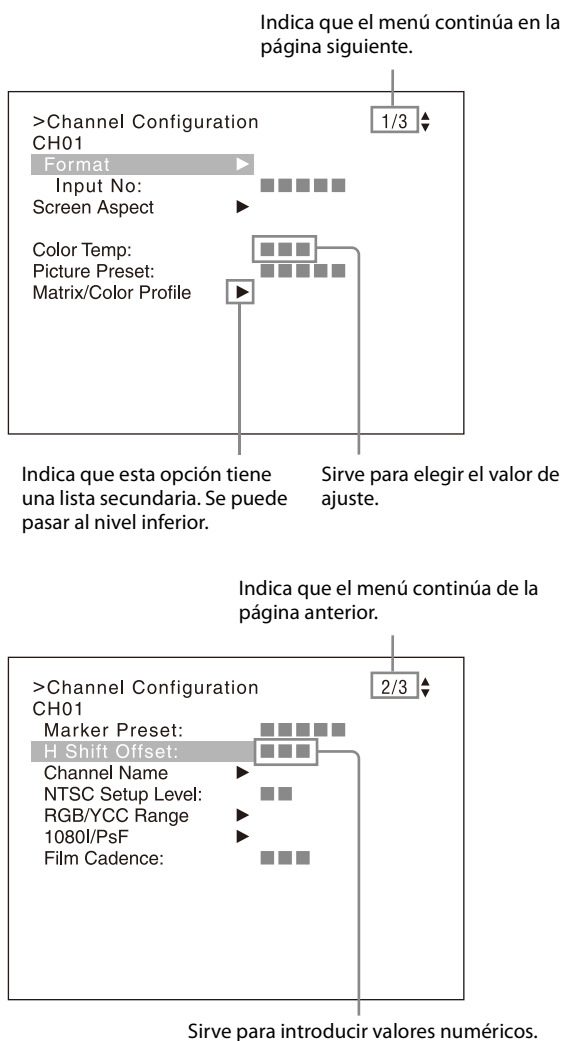 Indica que el menú continúa en la
página siguiente.
>Channel Configuration
1/3
CH01
Format
Input No:
Screen Aspect
Color Temp:
Picture Preset:
Matrix/Color Profile
Indica que esta opción tiene
una lista secundaria. Se puede
pasar al nivel inferior.
Sirve para elegir el valor de
ajuste.
Indica que el menú continúa de la
página anterior.
>Channel Configuration
2/3
CH01
Marker Preset:
H Shift Offset:
Channel Name
NTSC Setup Level:
RGB/YCC Range
1080I/PsF
Film Cadence:
Sirve para introducir valores numéricos.